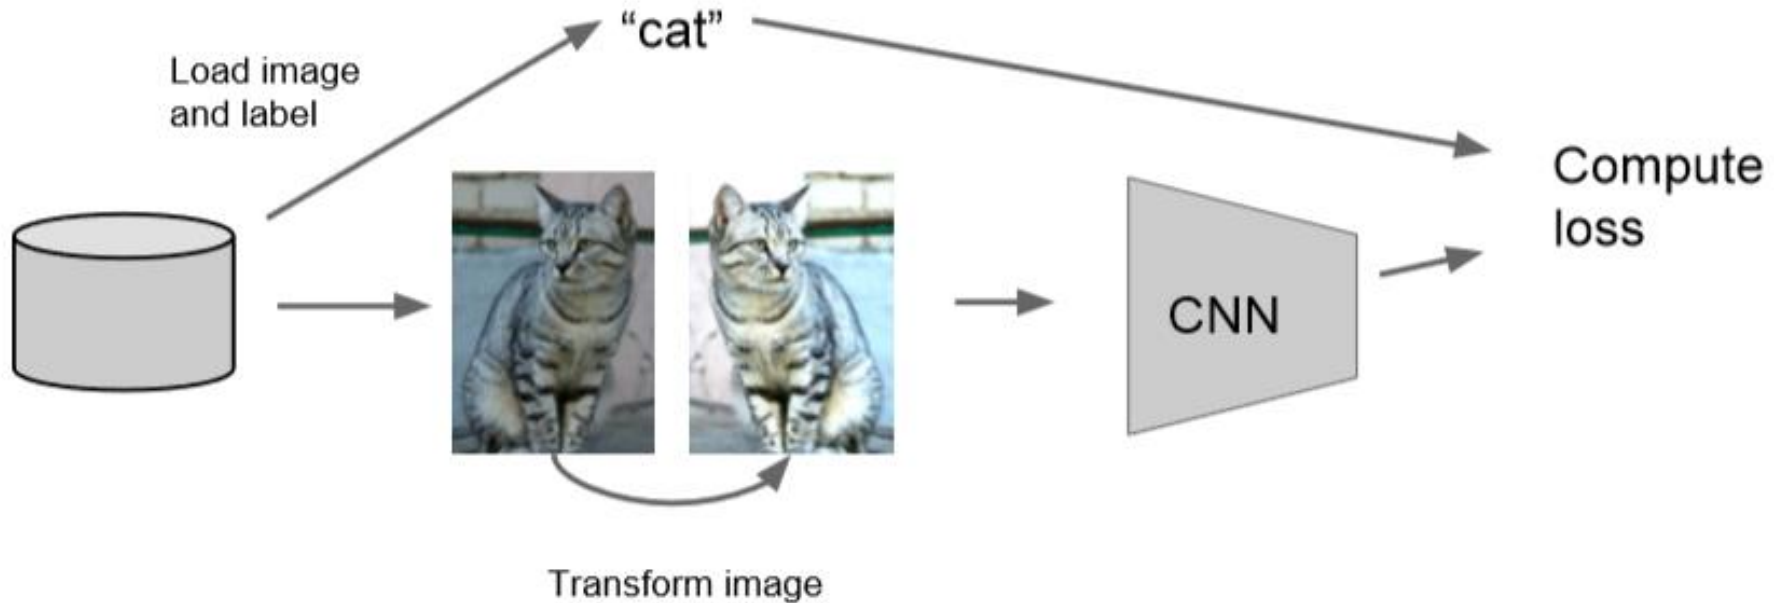 “cat”
Load image
and label
Compute
loss
CNN
Transform image